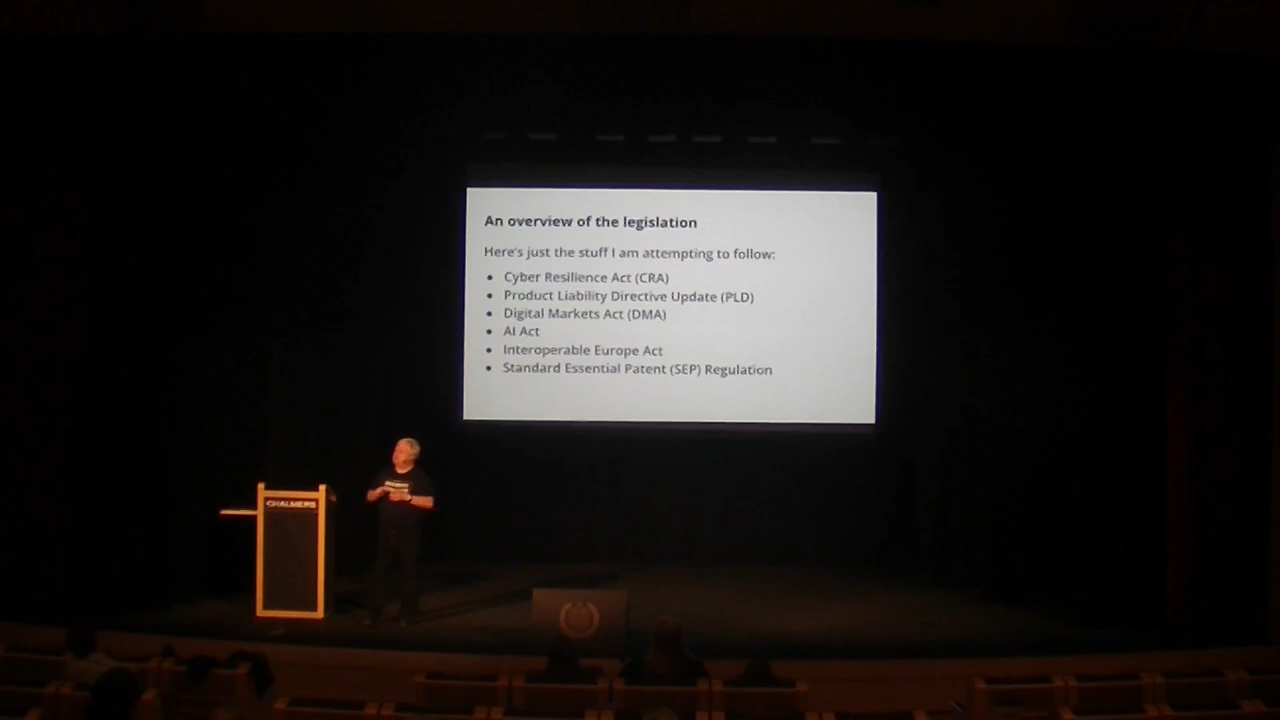 An overview of the legislation
Here's just the stuff I am attempting to follow:
• Cyber Resilience Act (CRA)
• Product Liability Directive Update (PLD)
• Digital Markets Act (DMA)
• AI Act
• Interoperable Europe Act
• Standard Essential Patent (SEP) Regulation
CHALMERS